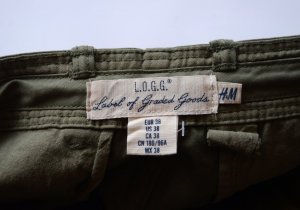 L.O.G.G.®
Label of Graded Goods
H&M
EUR 38
US 38
CA 38
CN 180/96A
MX 38